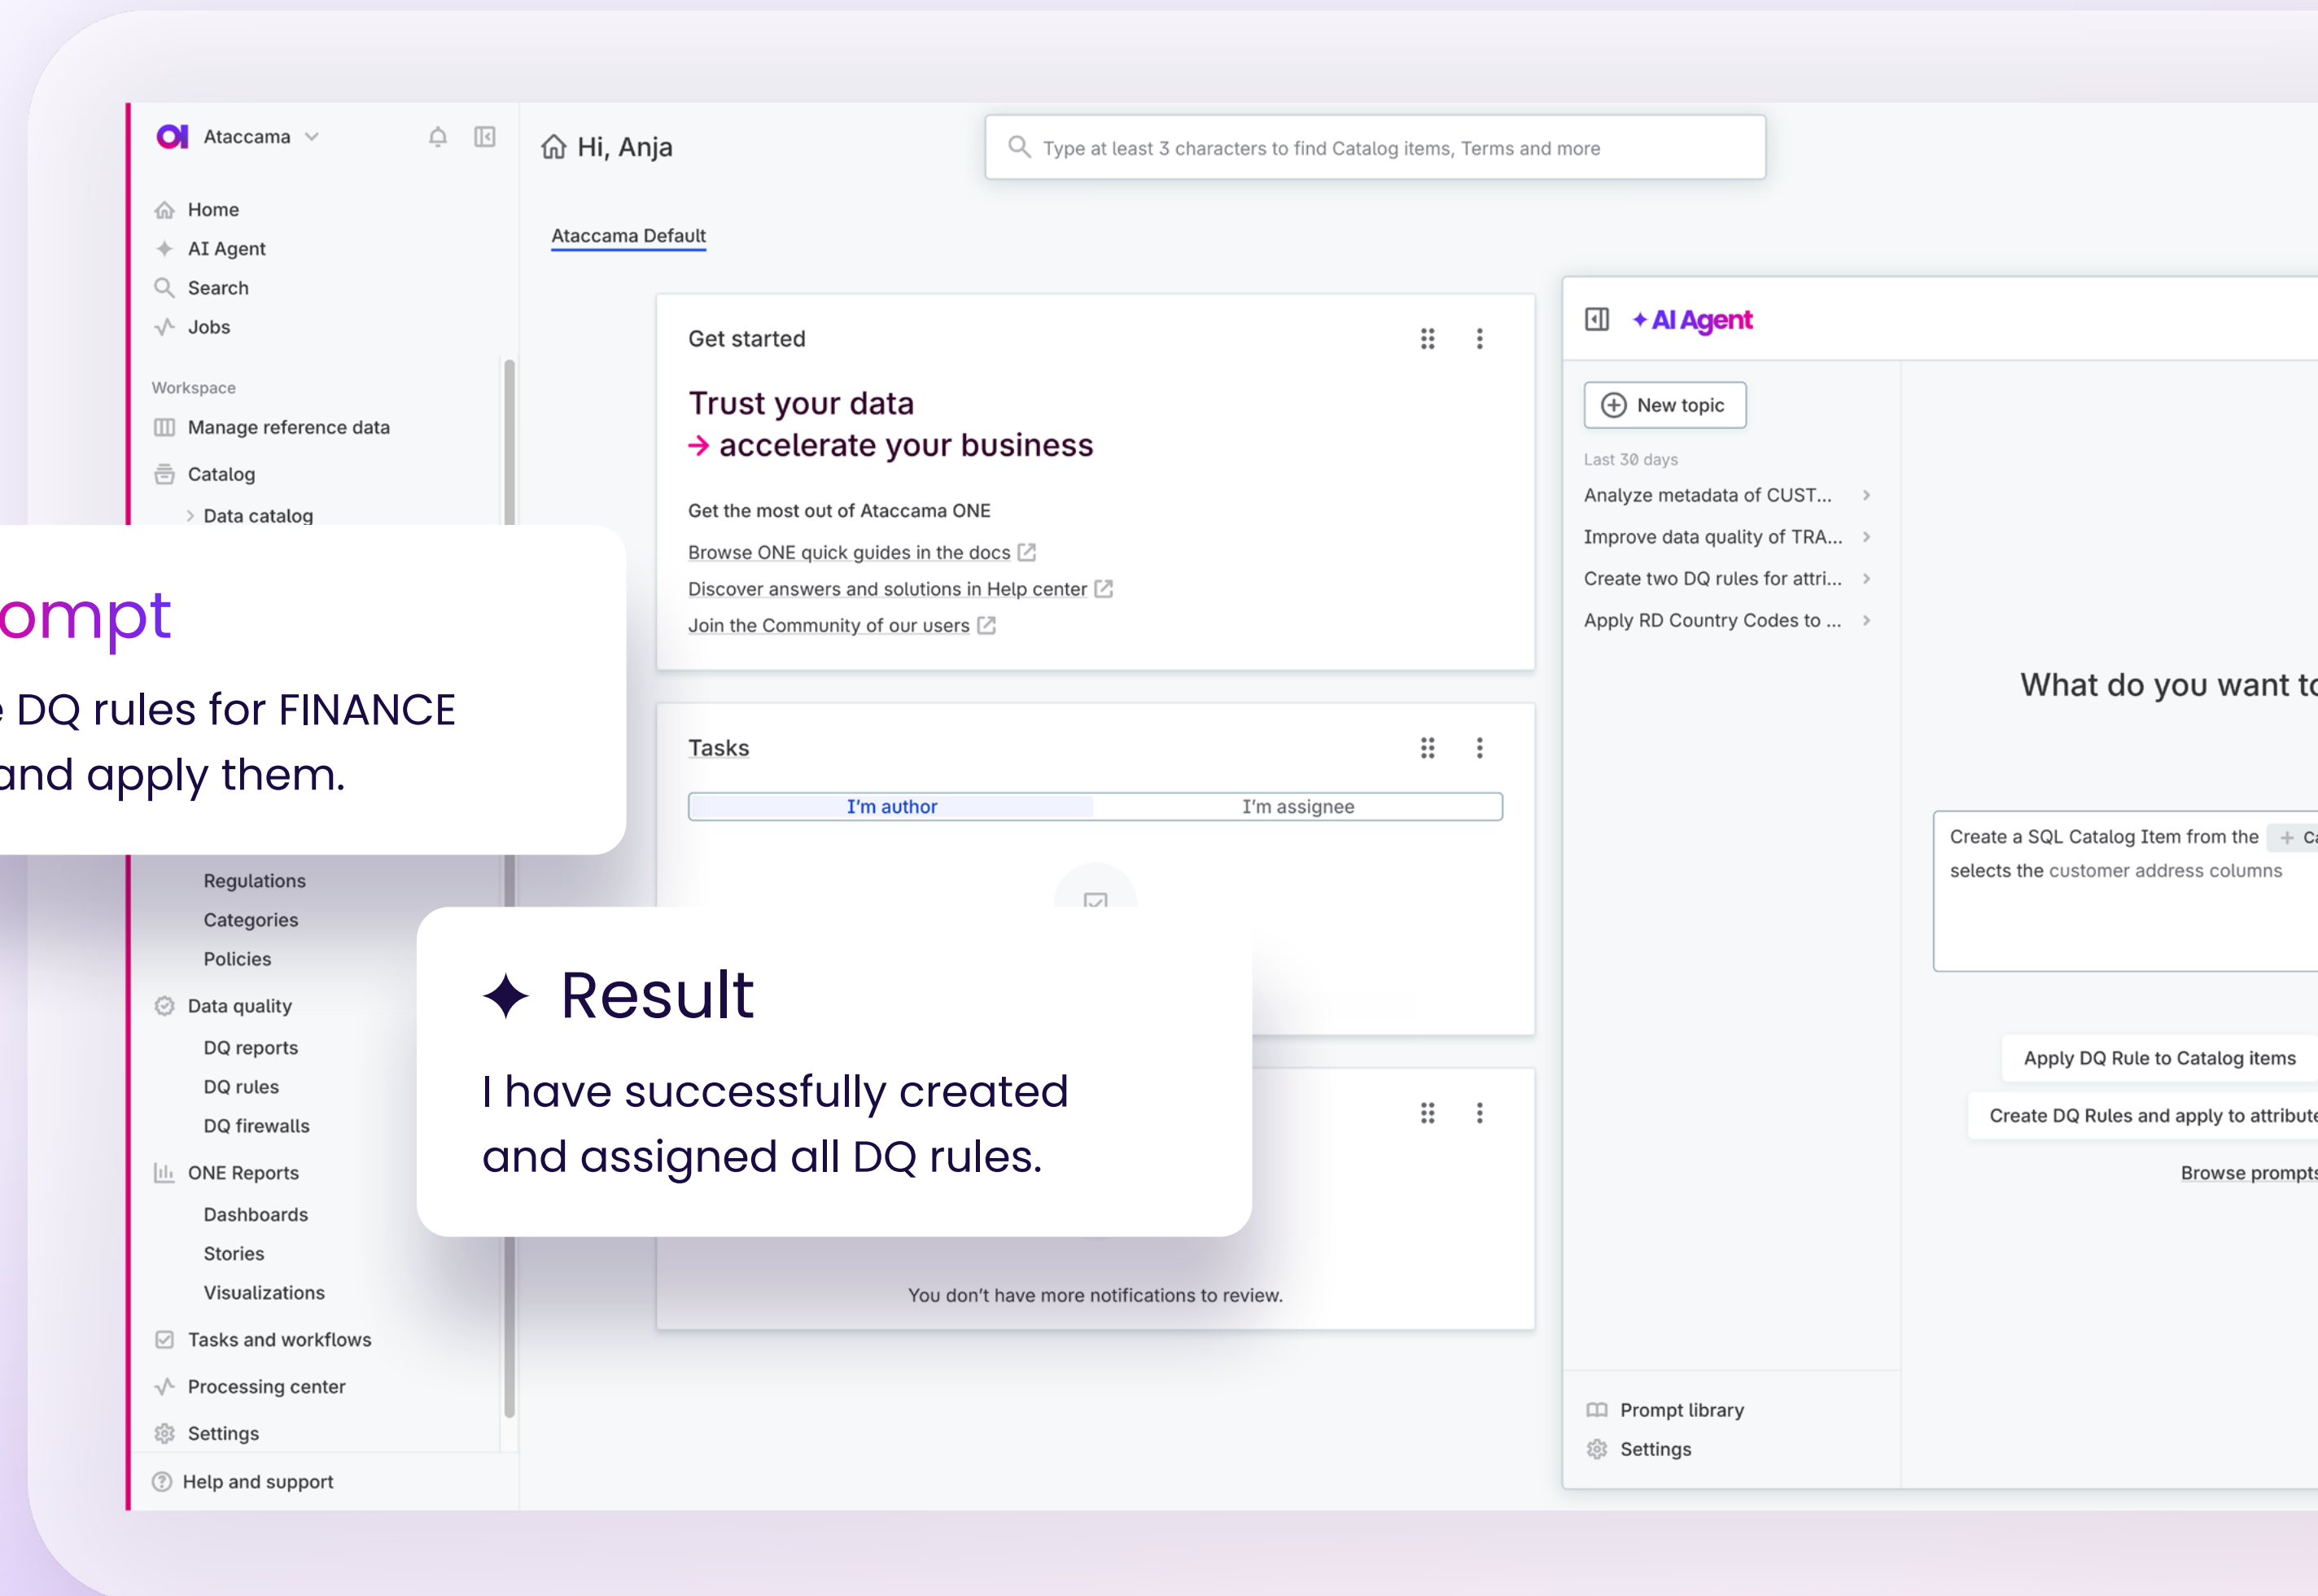 Ataccama
Home
AI Agent
Search
Jobs
Workspace
Manage reference data
Catalog
Data catalog
ompt
DQ rules for FINANCE
and apply them.
Regulations
Categories
Policies
Data quality
DQ reports
DQ rules
DQ firewalls
ONE Reports
Dashboards
Stories
Visualizations
Tasks and workflows
Processing center
Settings
Help and support
Hi, Anja
Type at least 3 characters to find Catalog items, Terms and more
Ataccama Default
Get started
Trust your data
→ accelerate your business
Get the most out of Ataccama ONE
Browse ONE quick guides in the docs
Discover answers and solutions in Help center
Join the Community of our users
Tasks
I'm author
I'm assignee
Result
I have successfully created
and assigned all DQ rules.
You don't have more notifications to review.
AI Agent
New topic
Last 30 days
Analyze metadata of CUST...
Improve data quality of TRA...
Create two DQ rules for attri...
Apply RD Country Codes to ...
Prompt library
Settings
What do you want to
Create a SQL Catalog Item from the + Ca
selects the customer address columns
Apply DQ Rule to Catalog items
Create DQ Rules and apply to attribute
Browse prompts